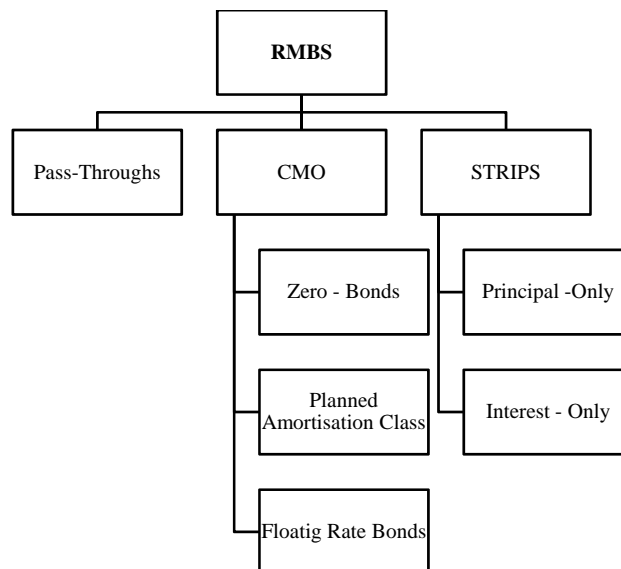 RMBS
Pass-Throughs
CMO
STRIPS
Zero - Bonds
Principal -Only
Planned
Amortisation Class
Interest - Only
Floatig Rate Bonds